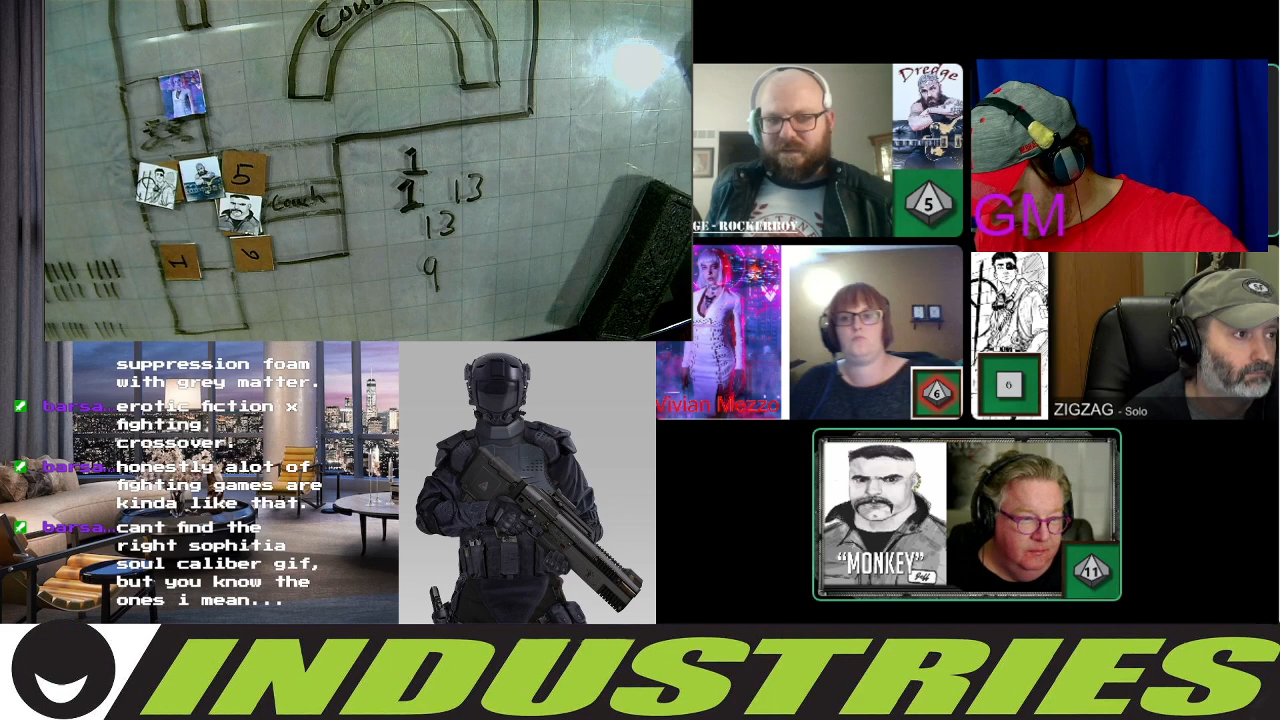 Couch
5
Couch
1
1
13
13
9
1
6
Dredge
5
GE - ROCKERBOY
GM
Vivian Mezzo
6
6
ZIGZAG - Solo
"MONKEY"
11
suppression foam
with grey matter.
barsa... erotic fiction x
fighting
crossover.
barsa... honestly alot of
fighting games are
kinda like that.
barsa... cant find the
right sophitia
soul caliber gif,
but you know the
ones i mean...
INDUSTRIES